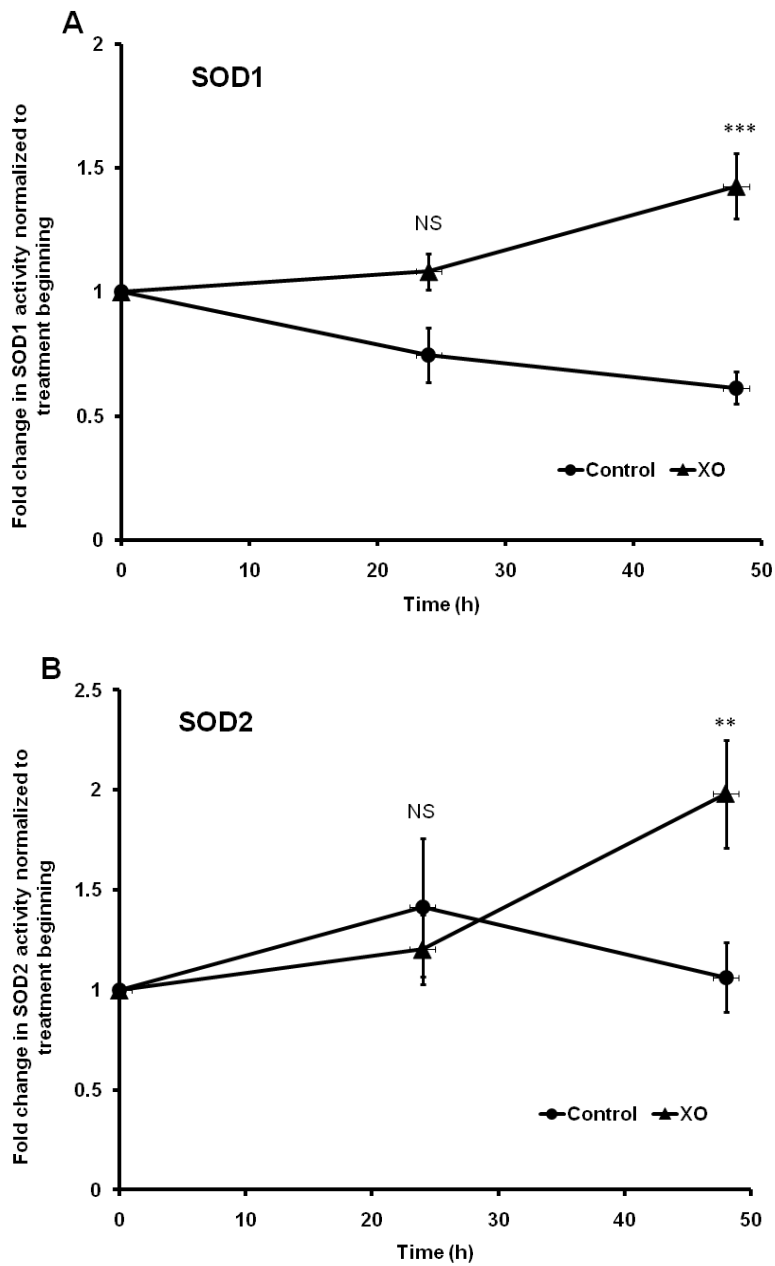 A
SOD1
Fold change in SOD1 activity normalized to
treatment beginning
2
1.5
1
0.5
0
NS
***
Control
XO
0 10 20 30 40 50
Time (h)
B
SOD2
Fold change in SOD2 activity normalized to
treatment beginning
2.5
2
1.5
1
0.5
0
NS
**
Control
XO
0 10 20 30 40 50
Time (h)